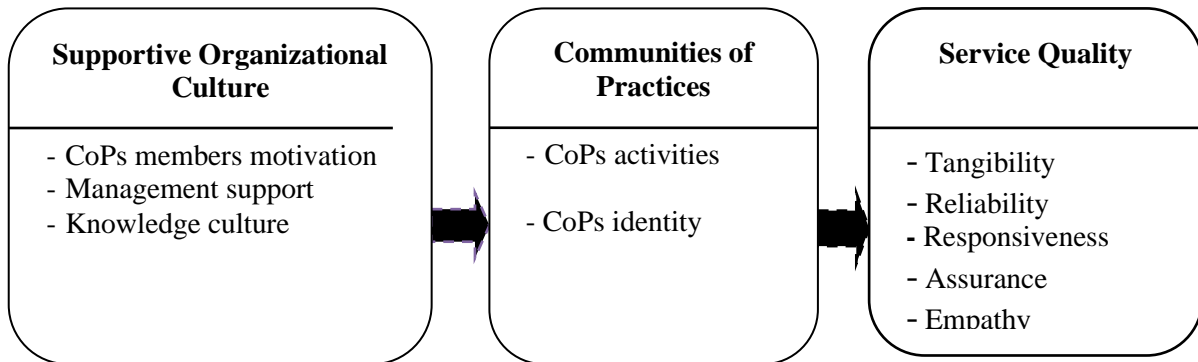 Supportive Organizational
Culture
- CoPs members motivation
- Management support
- Knowledge culture
Communities of
Practices
- CoPs activities
- CoPs identity
Service Quality
- Tangibility
- Reliability
- Responsiveness
- Assurance
- Empathy